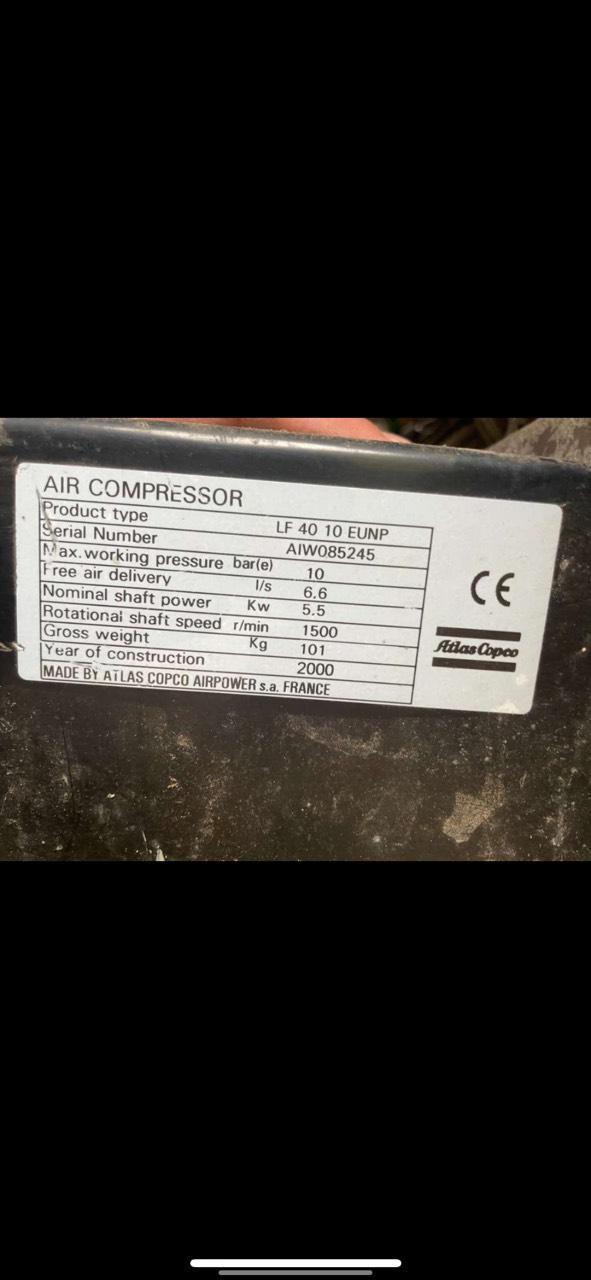 AIR COMPRESSOR
Product type LF 40 10 EUNP
Serial Number AIW085245
Max. working pressure bar(e) 10
Free air delivery l/s 6.6
Nominal shaft power Kw 5.5
Rotational shaft speed r/min 1500
Gross weight Kg 101
Year of construction 2000
MADE BY ATLAS COPCO AIRPOWER s.a. FRANCE
CE
Atlas Copco